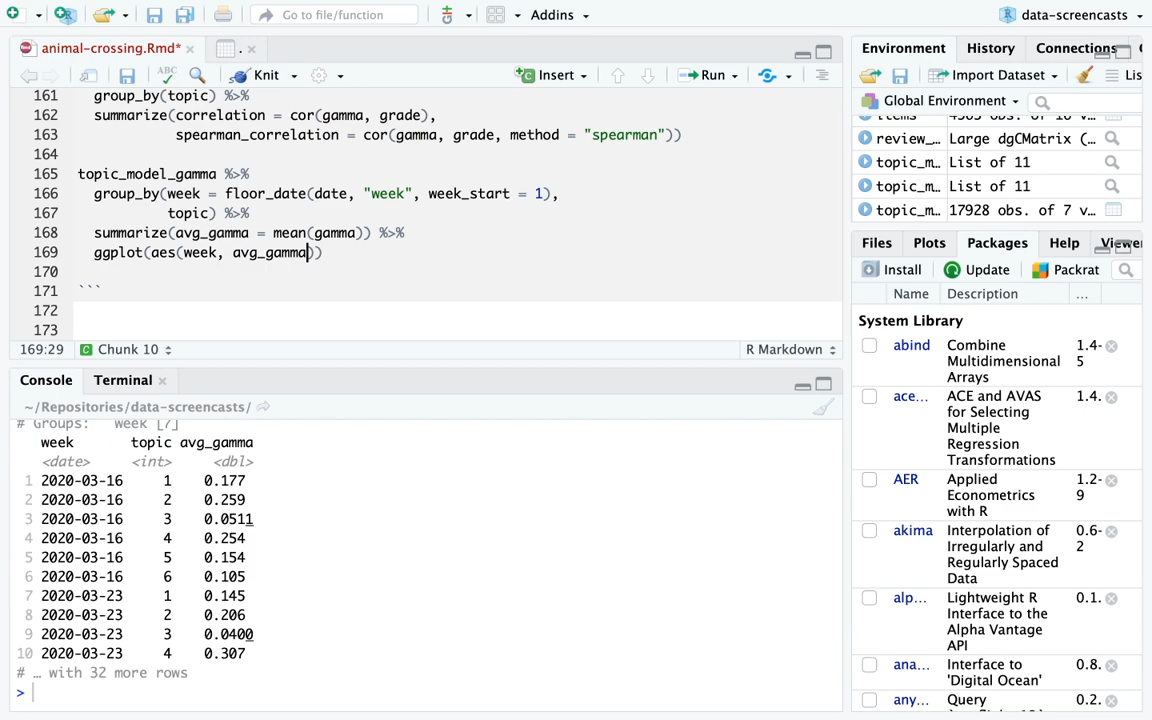 Go to file/function
Addins
data-screencasts
animal-crossing.Rmd*
.
ABC
Knit
Insert
Run
161 group_by(topic) %>%
162 summarize(correlation = cor(gamma, grade),
163 spearman_correlation = cor(gamma, grade, method = "spearman"))
164
165 topic_model_gamma %>%
166 group_by(week = floor_date(date, "week", week_start = 1),
167 topic) %>%
168 summarize(avg_gamma = mean(gamma)) %>%
169 ggplot(aes(week, avg_gamma))
170
171 ```
172
173
169:29 Chunk 10 R Markdown
Console Terminal
~/Repositories/data-screencasts/
# Groups: week [7]
week topic avg_gamma
<date> <int> <dbl>
1 2020-03-16 1 0.177
2 2020-03-16 2 0.259
3 2020-03-16 3 0.0511
4 2020-03-16 4 0.254
5 2020-03-16 5 0.154
6 2020-03-16 6 0.105
7 2020-03-23 1 0.145
8 2020-03-23 2 0.206
9 2020-03-23 3 0.0400
10 2020-03-23 4 0.307
# … with 32 more rows
>
Environment History Connections
Import Dataset Lis
Global Environment
review_… Large dgCMatrix (…
topic_m… List of 11
topic_m… List of 11
topic_m… 17928 obs. of 7 v…
Files Plots Packages Help Viewer
Install Update Packrat
Name Description …
System Library
abind Combine Multidimensional Arrays 1.4-5
ace… ACE and AVAS for Selecting Multiple Regression Transformations 1.4.
AER Applied Econometrics with R 1.2-9
akima Interpolation of Irregularly and Regularly Spaced Data 0.6-2
alp… Lightweight R Interface to the Alpha Vantage API 0.1.
ana… Interface to 'Digital Ocean' 0.8.
any… Query 0.2.